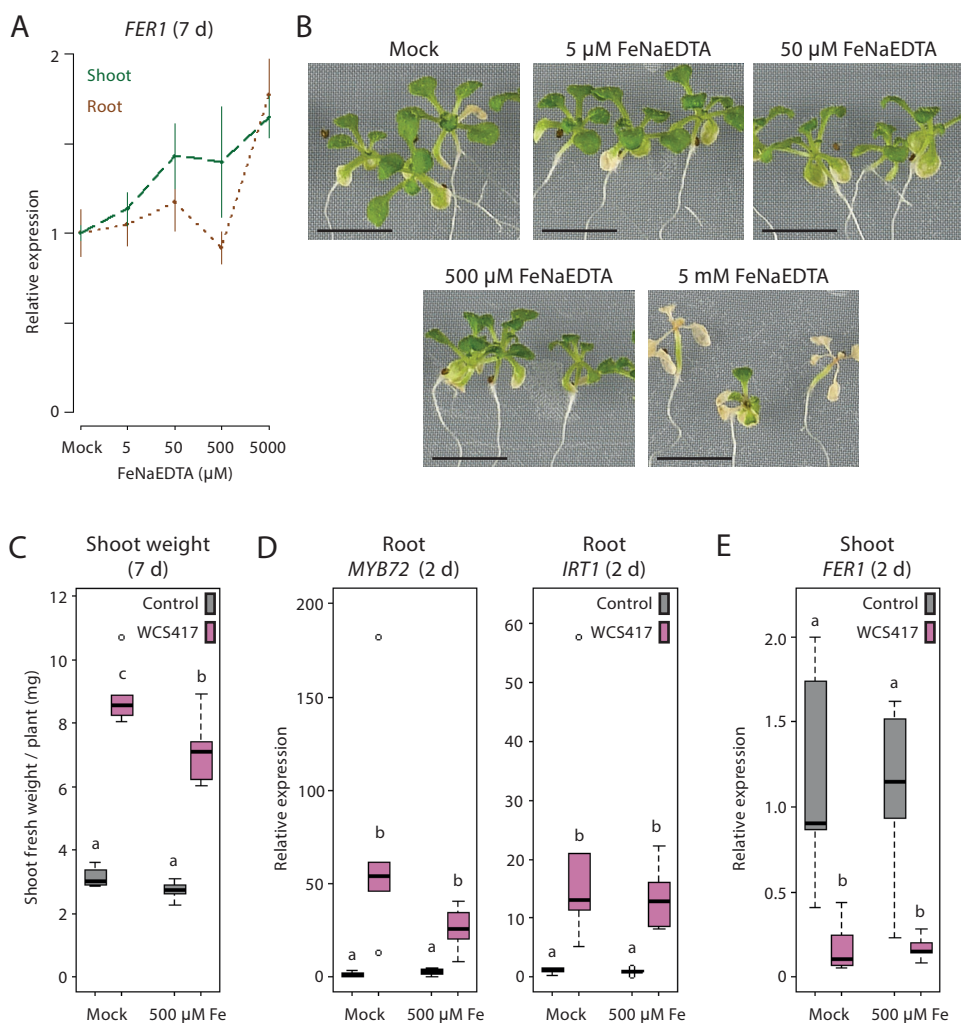 A
FER1 (7 d)
2
1
0
Relative expression
Shoot
Root
Mock
5
50
500
5000
FeNaEDTA (µM)
B
Mock
5 µM FeNaEDTA
50 µM FeNaEDTA
500 µM FeNaEDTA
5 mM FeNaEDTA
C
Shoot weight
(7 d)
Control
WCS417
12
10
8
6
4
2
0
Shoot fresh weight / plant (mg)
a
c
a
b
Mock
500 µM Fe
D
Root
MYB72 (2 d)
200
150
100
50
0
Relative expression
a
b
a
b
Mock
500 µM Fe
Root
IRT1 (2 d)
60
50
40
30
20
10
0
a
b
a
b
Mock
500 µM Fe
E
Shoot
FER1 (2 d)
Control
WCS417
2.0
1.5
1.0
0.5
0
Relative expression
a
b
a
b
Mock
500 µM Fe